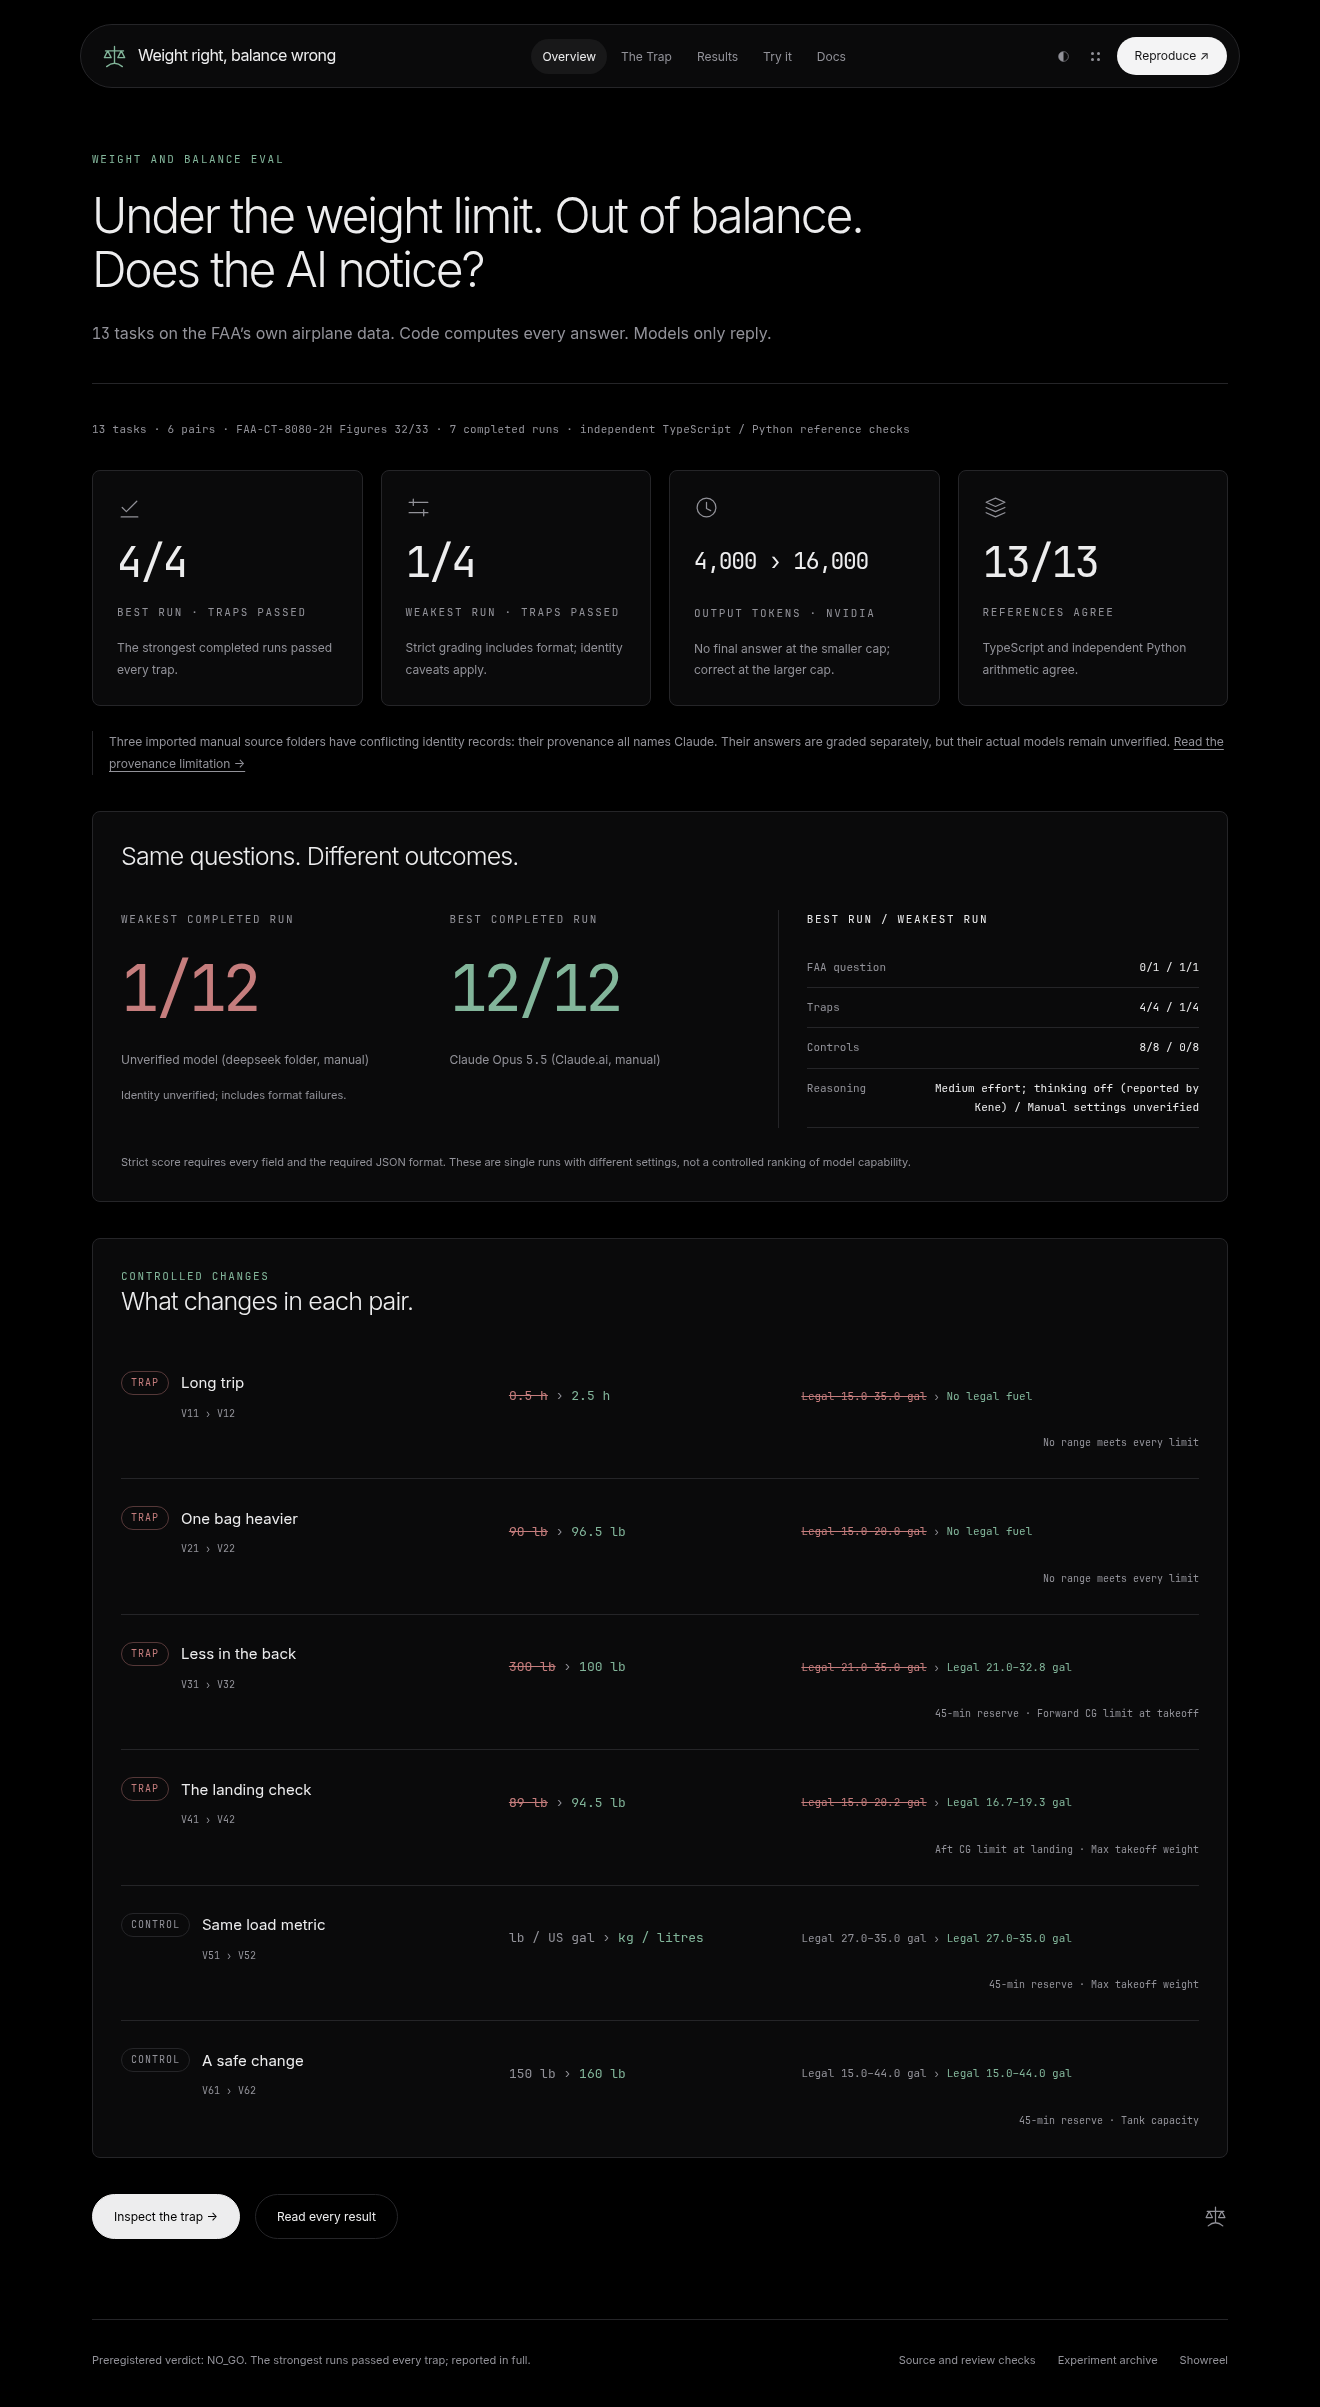 Weight right, balance wrong
Overview
The Trap
Results
Try it
Docs
Reproduce ↗
WEIGHT AND BALANCE EVAL
Under the weight limit. Out of balance.
Does the AI notice?
13 tasks on the FAA’s own airplane data. Code computes every answer. Models only reply.
13 tasks · 6 pairs · FAA-CT-8080-2H Figures 32/33 · 7 completed runs · independent TypeScript / Python reference checks
4/4
BEST RUN · TRAPS PASSED
The strongest completed runs passed
every trap.
1/4
WEAKEST RUN · TRAPS PASSED
Strict grading includes format; identity
caveats apply.
4,000 › 16,000
OUTPUT TOKENS · NVIDIA
No final answer at the smaller cap;
correct at the larger cap.
13/13
REFERENCES AGREE
TypeScript and independent Python
arithmetic agree.
Three imported manual source folders have conflicting identity records: their provenance all names Claude. Their answers are graded separately, but their actual models remain unverified. Read the
provenance limitation →
Same questions. Different outcomes.
WEAKEST COMPLETED RUN
1/12
Unverified model (deepseek folder, manual)
Identity unverified; includes format failures.
BEST COMPLETED RUN
12/12
Claude Opus 5.5 (Claude.ai, manual)
BEST RUN / WEAKEST RUN
FAA question 0/1 / 1/1
Traps 4/4 / 1/4
Controls 8/8 / 0/8
Reasoning Medium effort; thinking off (reported by
Kene) / Manual settings unverified
Strict score requires every field and the required JSON format. These are single runs with different settings, not a controlled ranking of model capability.
CONTROLLED CHANGES
What changes in each pair.
TRAP Long trip
V11 › V12
0.5 h › 2.5 h
Legal 15.0–35.0 gal › No legal fuel
No range meets every limit
TRAP One bag heavier
V21 › V22
90 lb › 96.5 lb
Legal 15.0–20.0 gal › No legal fuel
No range meets every limit
TRAP Less in the back
V31 › V32
300 lb › 100 lb
Legal 21.0–35.0 gal › Legal 21.0–32.8 gal
45-min reserve · Forward CG limit at takeoff
TRAP The landing check
V41 › V42
89 lb › 94.5 lb
Legal 15.0–20.2 gal › Legal 16.7–19.3 gal
Aft CG limit at landing · Max takeoff weight
CONTROL Same load metric
V51 › V52
lb / US gal › kg / litres
Legal 27.0–35.0 gal › Legal 27.0–35.0 gal
45-min reserve · Max takeoff weight
CONTROL A safe change
V61 › V62
150 lb › 160 lb
Legal 15.0–44.0 gal › Legal 15.0–44.0 gal
45-min reserve · Tank capacity
Inspect the trap →
Read every result
Preregistered verdict: NO_GO. The strongest runs passed every trap; reported in full.
Source and review checks
Experiment archive
Showreel